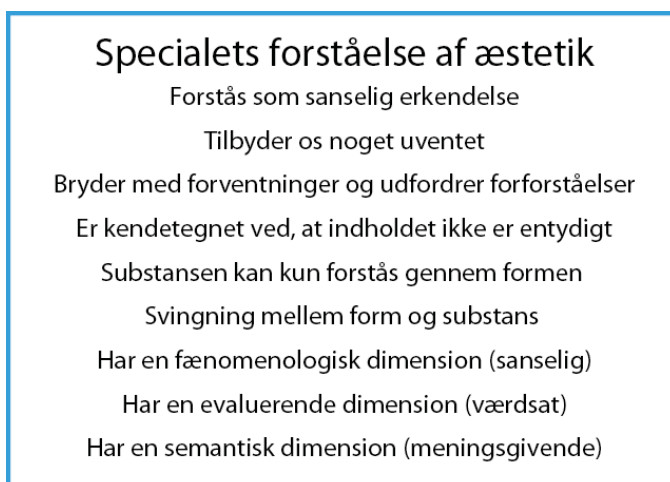 Specialets forståelse af æstetik
Forstås som sanselig erkendelse
Tilbyder os noget uventet
Bryder med forventninger og udfordrer forforståelser
Er kendetegnet ved, at indholdet ikke er entydigt
Substansen kan kun forstås gennem formen
Svingning mellem form og substans
Har en fænomenologisk dimension (sanselig)
Har en evaluerende dimension (værdsat)
Har en semantisk dimension (meningsgivende)